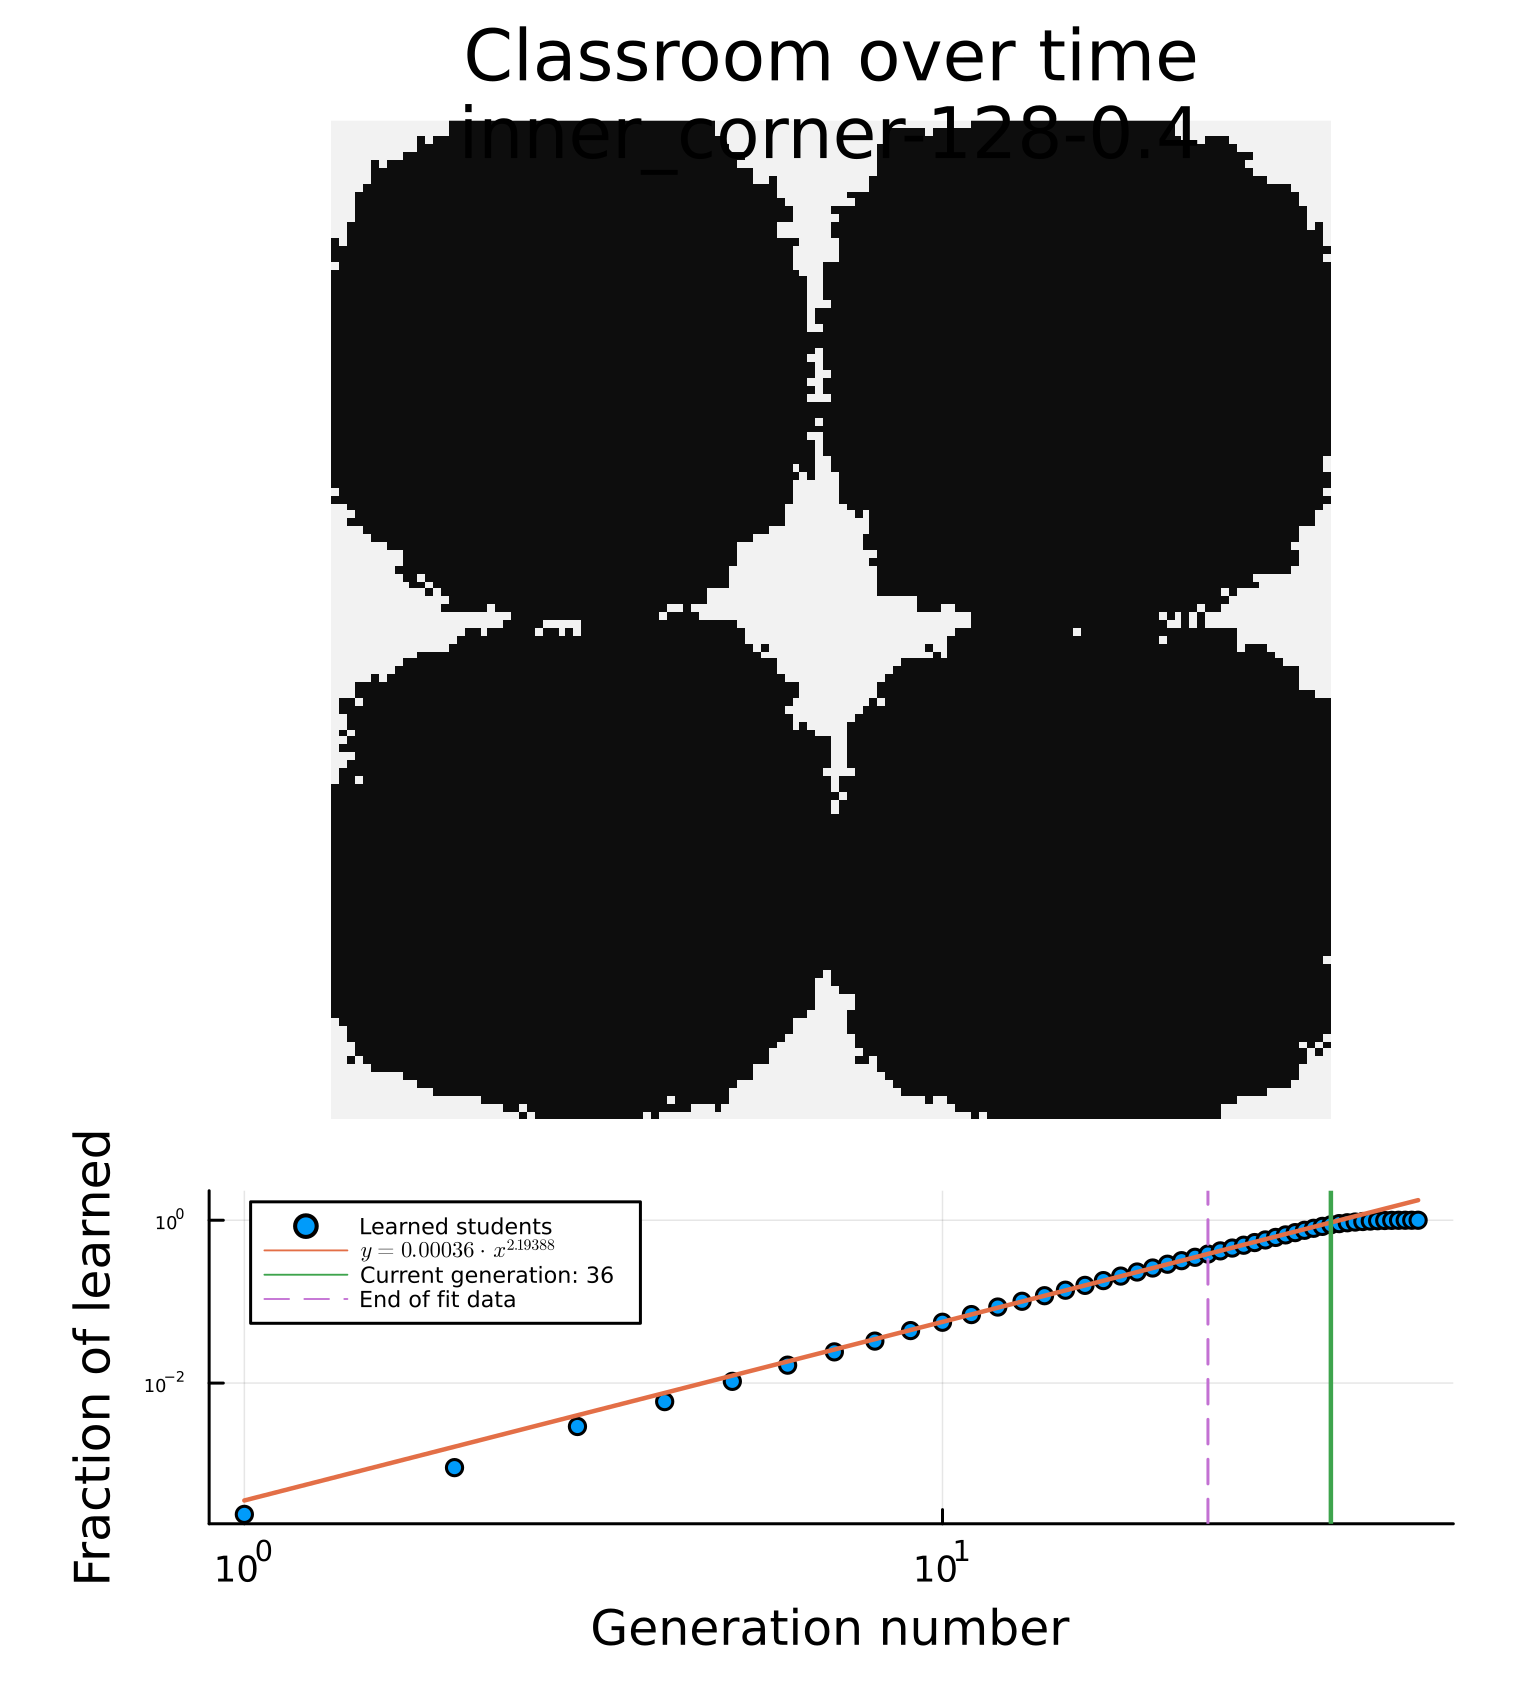 Classroom over time
inner_corner-128-0.4
Fraction of learned
10⁰
10⁻²
Learned students
y = 0.00036 · x^2.19388
Current generation: 36
End of fit data
10⁰
10¹
Generation number